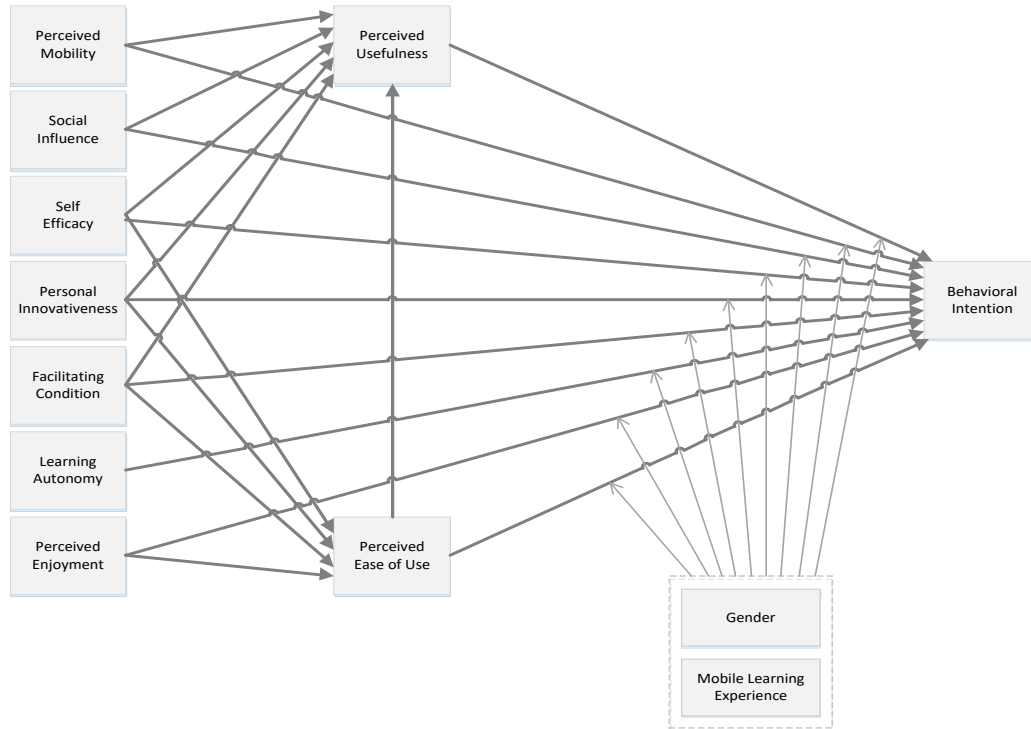 Perceived
Mobility
Social
Influence
Self
Efficacy
Personal
Innovativeness
Facilitating
Condition
Learning
Autonomy
Perceived
Enjoyment
Perceived
Usefulness
Perceived
Ease of Use
Behavioral
Intention
Gender
Mobile Learning
Experience